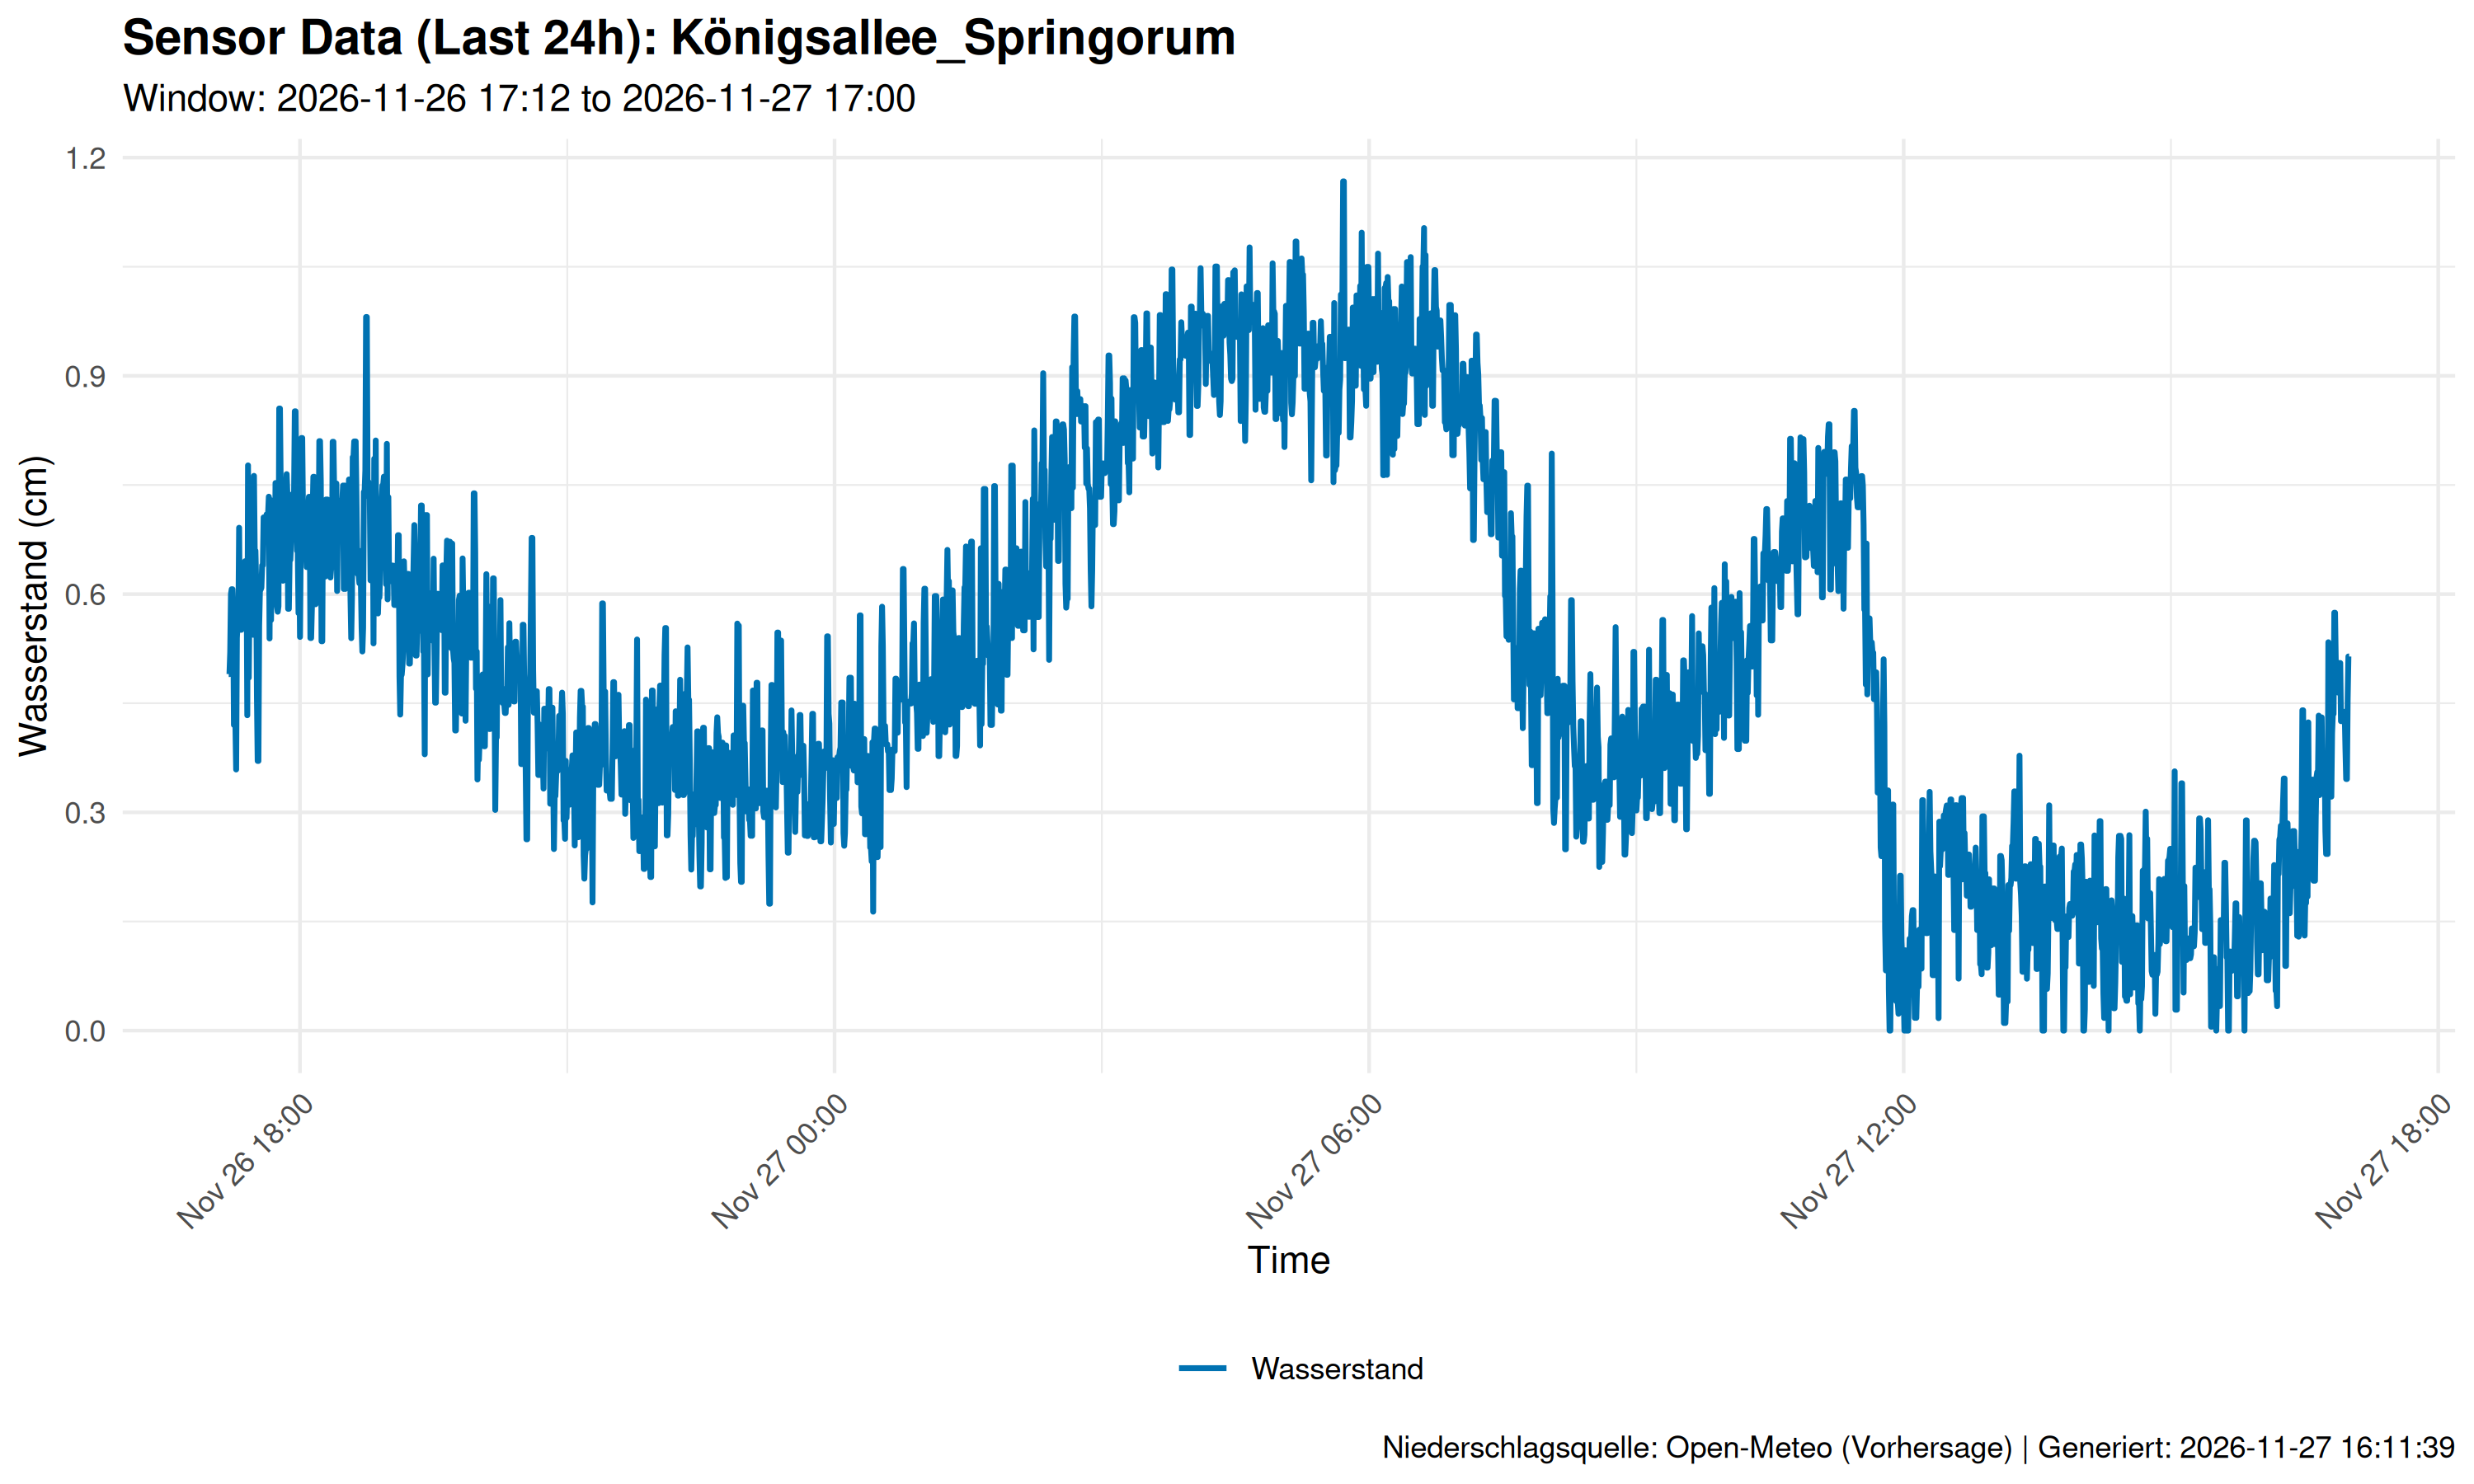 Sensor Data (Last 24h): Königsallee_Springorum
Window: 2026-11-26 17:12 to 2026-11-27 17:00
1.2
0.9
0.6
0.3
0.0
Wasserstand (cm)
Nov 26 18:00
Nov 27 00:00
Nov 27 06:00
Nov 27 12:00
Nov 27 18:00
Time
Wasserstand
Niederschlagsquelle: Open-Meteo (Vorhersage) | Generiert: 2026-11-27 16:11:39